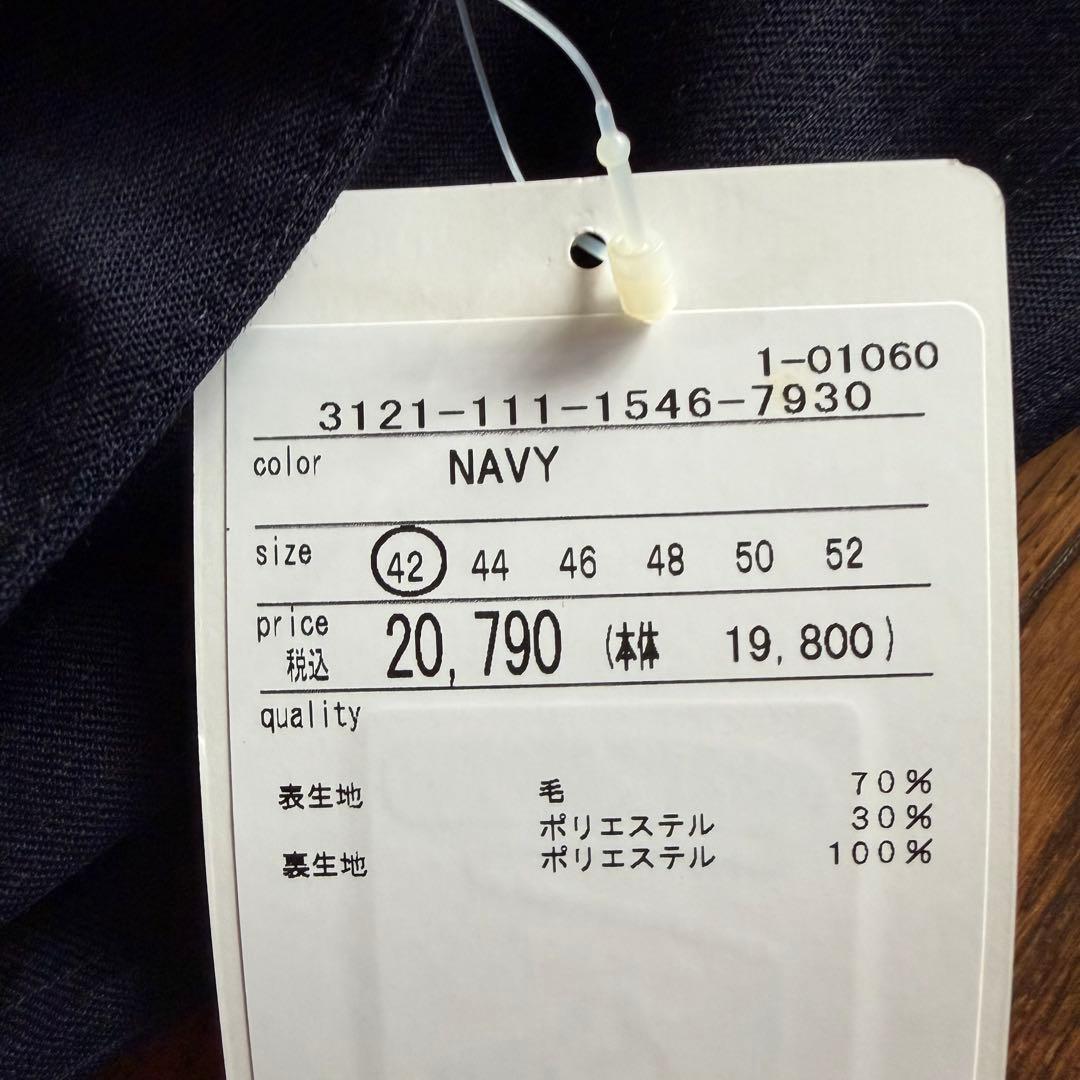 1-01060
3121-111-1546-7930
color NAVY
size 42 44 46 48 50 52
price 20,790 (本体 19,800)
税込
quality
表生地 毛 70%
ポリエステル 30%
裏生地 ポリエステル 100%